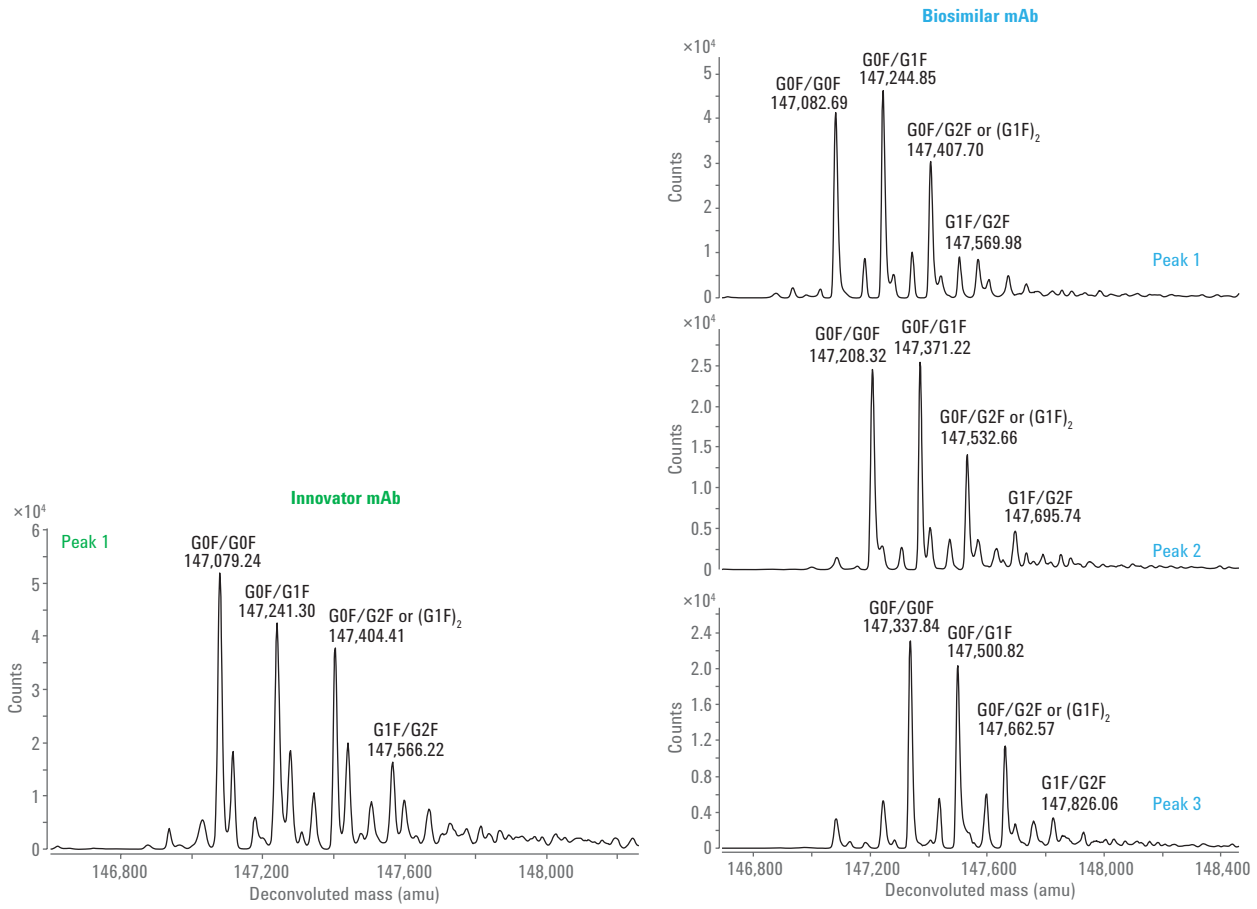 Innovator mAb
×10⁴
Peak 1
G0F/G0F
147,079.24
G0F/G1F
147,241.30
G0F/G2F or (G1F)₂
147,404.41
G1F/G2F
147,566.22
6
5
4
3
2
1
0
Counts
146,800
147,200
147,600
148,000
Deconvoluted mass (amu)
Biosimilar mAb
×10⁴
G0F/G0F
147,082.69
G0F/G1F
147,244.85
G0F/G2F or (G1F)₂
147,407.70
G1F/G2F
147,569.98
Peak 1
5
4
3
2
1
0
Counts
×10⁴
G0F/G0F
147,208.32
G0F/G1F
147,371.22
G0F/G2F or (G1F)₂
147,532.66
G1F/G2F
147,695.74
Peak 2
2.5
2.0
1.5
1.0
0.5
0
Counts
×10⁴
G0F/G0F
147,337.84
G0F/G1F
147,500.82
G0F/G2F or (G1F)₂
147,662.57
G1F/G2F
147,826.06
Peak 3
2.4
2.0
1.6
1.2
0.8
0.4
0
Counts
146,800
147,200
147,600
148,000
148,400
Deconvoluted mass (amu)